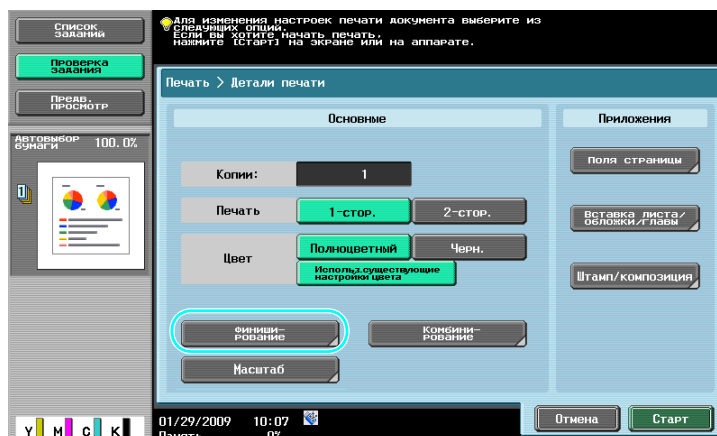 Список
заданий
Проверка
задания
Предв.
просмотр
Автовыбор
бумаги
100.0%
1
Для изменения настроек печати документа выберите из
следующих опций.
Если вы хотите начать печать,
нажмите [Старт] на экране или на аппарате.
Печать > Детали печати
Основные
Приложения
Копии:
1
Печать
1-стор.
2-стор.
Цвет
Полноцветный
Черн.
Использ.существующие
настройки цвета
Финиши-
рование
Комбини-
рование
Масштаб
Поля страницы
Вставка листа/
обложки/главы
Штамп/композиция
01/29/2009 10:07
Память 0%
Отмена
Старт
Y M C K